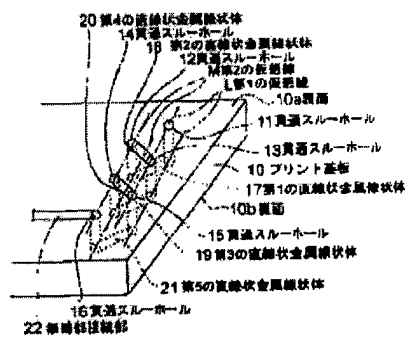 20 第4の直線状金属線状体
14 貫通スルーホール
18 第2の直線状金属線状体
12 貫通スルーホール
M 第2の仮想線
L 第1の仮想線
10a 表面
11 貫通スルーホール
13 貫通スルーホール
10 プリント基板
17 第1の直線状金属線状体
10b 裏面
15 貫通スルーホール
19 第3の直線状金属線状体
21 第5の直線状金属線状体
16 貫通スルーホール
22